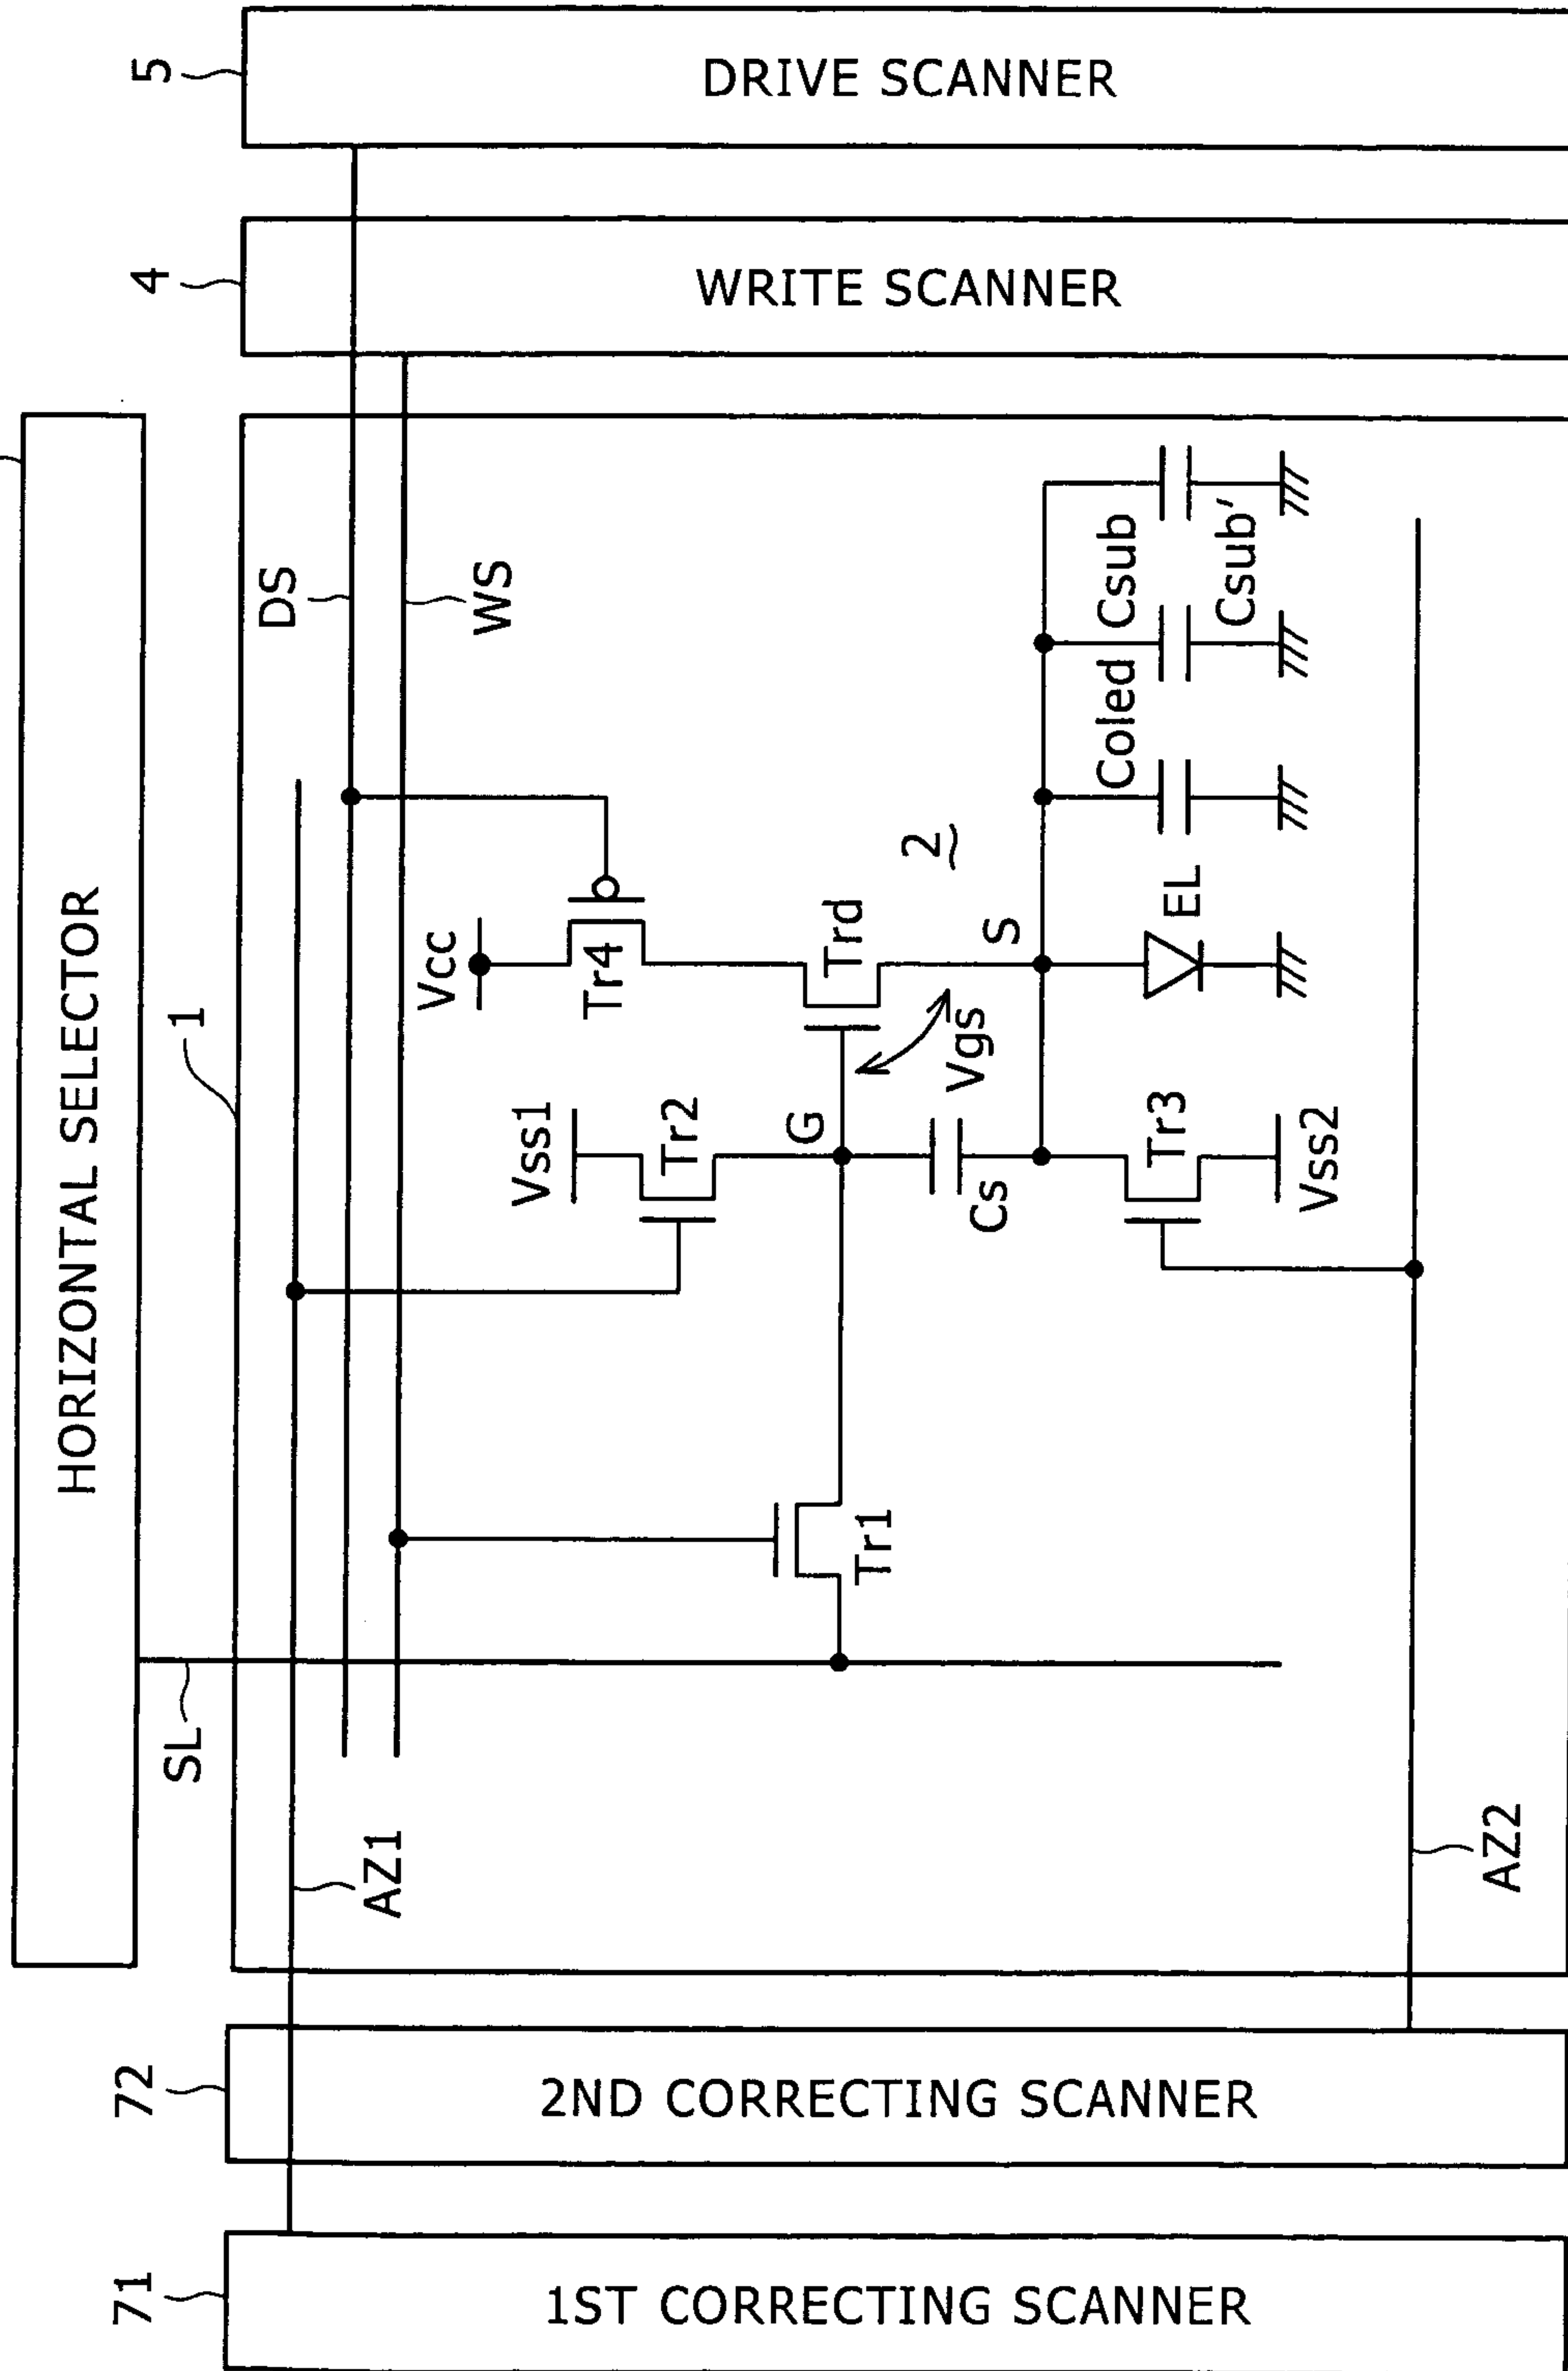 5
DRIVE SCANNER
4
WRITE SCANNER
HORIZONTAL SELECTOR
1
DS
WS
SL
AZ1
Vcc
Tr4
Trd
2
S
Vgs
G
Vss1
Tr2
Cs
Tr3
Vss2
Tr1
EL
Coled
Csub
Csub'
AZ2
72
2ND CORRECTING SCANNER
71
1ST CORRECTING SCANNER